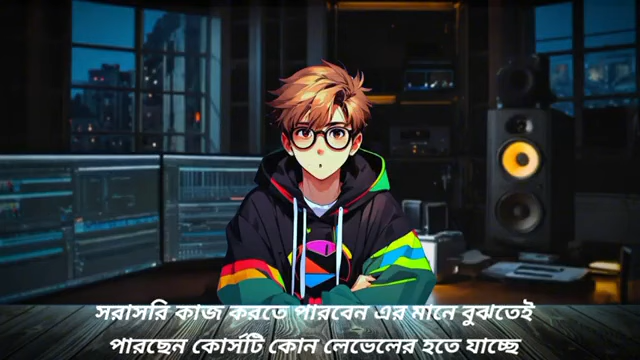 সরাসরি কাজ করতে পারবেন এর মানে বুঝতেই
পারছেন কোর্সটি কোন লেভেলের হতে যাচ্ছে